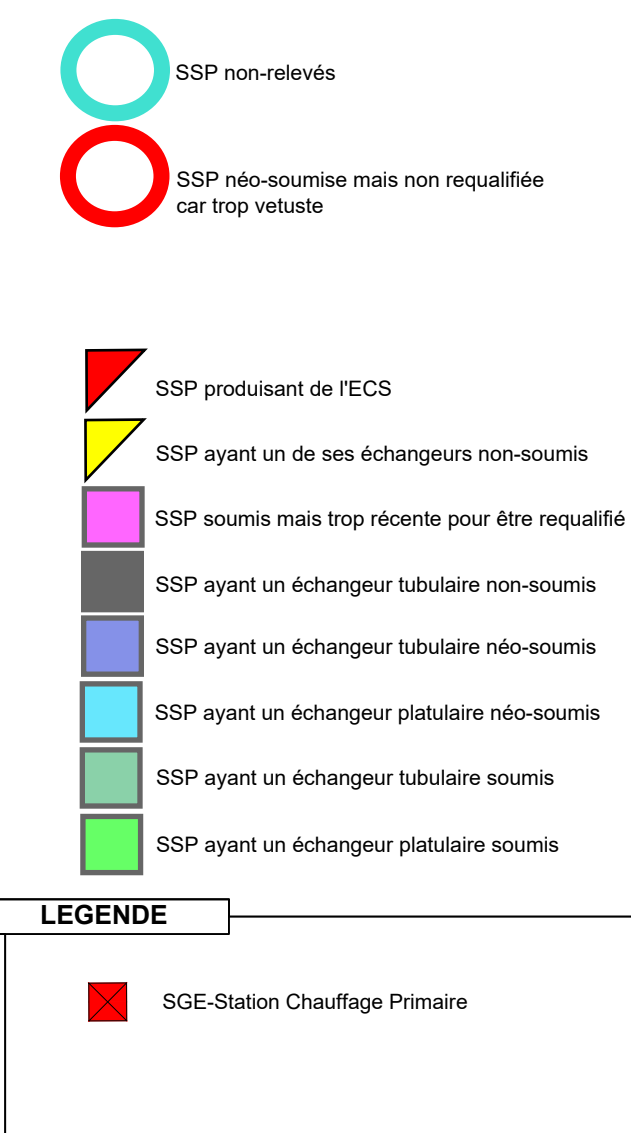 SSP non-relevés
SSP néo-soumise mais non requalifiée
car trop vetuste
SSP produisant de l'ECS
SSP ayant un de ses échangeurs non-soumis
SSP soumis mais trop récente pour être requalifié
SSP ayant un échangeur tubulaire non-soumis
SSP ayant un échangeur tubulaire néo-soumis
SSP ayant un échangeur platulaire néo-soumis
SSP ayant un échangeur tubulaire soumis
SSP ayant un échangeur platulaire soumis
LEGENDE
SGE-Station Chauffage Primaire